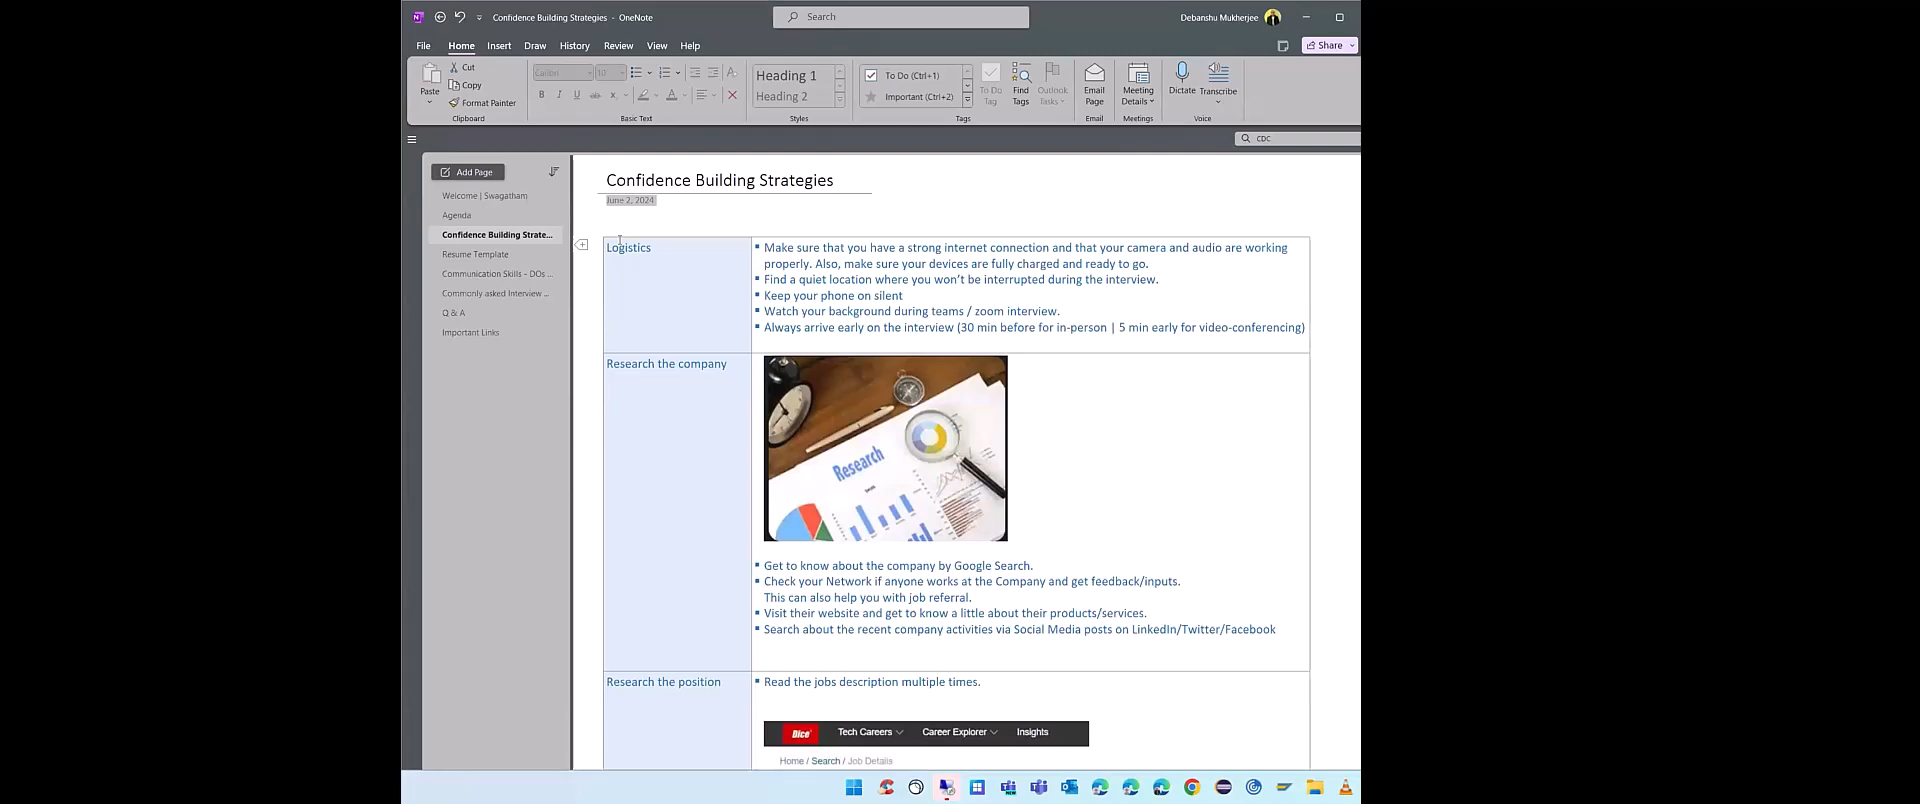 Confidence Building Strategies - OneNote
Search
Debanshu Mukherjee
File Home Insert Draw History Review View Help
Share
Paste
Cut
Copy
Format Painter
Clipboard
Calibri 10
B I U ab x
A
Basic Text
Heading 1
Heading 2
Styles
To Do (Ctrl+1)
Important (Ctrl+2)
To Do Tag
Find Tags
Outlook Tasks
Tags
Email Page
Email
Meeting Details
Meetings
Dictate
Transcribe
Voice
CDC
Add Page
Welcome | Swagatham
Agenda
Confidence Building Strate...
Resume Template
Communication Skills - DOs ...
Commonly asked Interview ...
Q & A
Important Links
Confidence Building Strategies
June 2, 2024
Logistics
▪ Make sure that you have a strong internet connection and that your camera and audio are working
properly. Also, make sure your devices are fully charged and ready to go.
▪ Find a quiet location where you won't be interrupted during the interview.
▪ Keep your phone on silent
▪ Watch your background during teams / zoom interview.
▪ Always arrive early on the interview (30 min before for in-person | 5 min early for video-conferencing)
Research the company
Research
▪ Get to know about the company by Google Search.
▪ Check your Network if anyone works at the Company and get feedback/inputs.
This can also help you with job referral.
▪ Visit their website and get to know a little about their products/services.
▪ Search about the recent company activities via Social Media posts on LinkedIn/Twitter/Facebook
Research the position
▪ Read the jobs description multiple times.
Dice Tech Careers Career Explorer Insights
Home / Search / Job Details